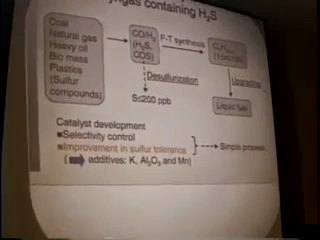 containing H₂S
Coal
Natural gas
Heavy oil
Bio mass
Plastics
(Sulfur
compounds)
CO/H₂
(H₂S,
COS)
F-T synthesis
Desulfurization
S≤200 ppb
Upgrading
Liquid fuel
Catalyst development
■Selectivity control
■Improvement in sulfur tolerance
( additives: K, Al₂O₃ and Mn)
Simple process